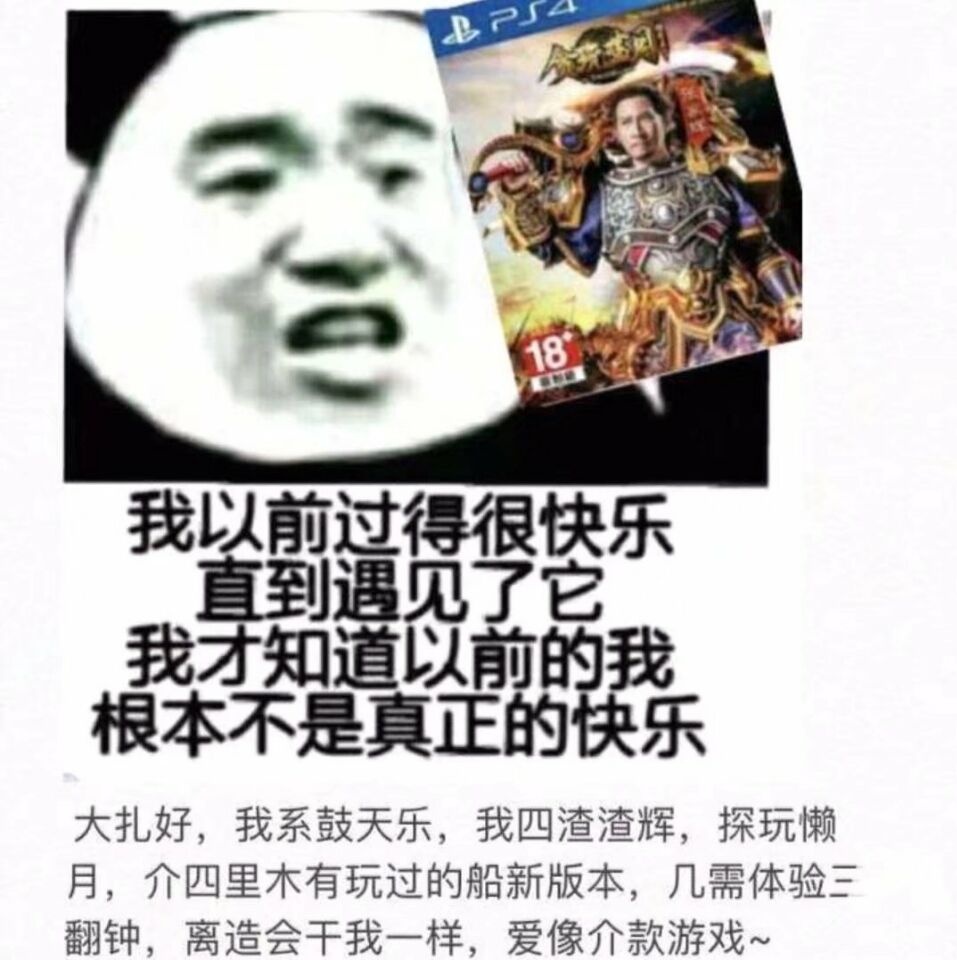 PS4
贪玩蓝月
18+
我以前过得很快乐
直到遇见了它
我才知道以前的我
根本不是真正的快乐
大扎好，我系鼓天乐，我四渣渣辉，探玩懒
月，介四里木有玩过的船新版本，几需体验三
翻钟，离造会干我一样，爱像介款游戏~